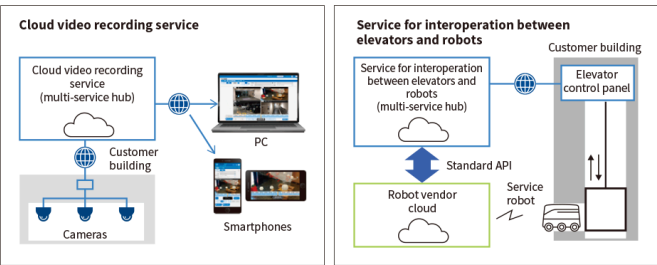 Cloud video recording service
Cloud video recording
service
(multi-service hub)
PC
Customer
building
Smartphones
Cameras
Service for interoperation between
elevators and robots
Customer building
Service for interoperation
between elevators and
robots
(multi-service hub)
Elevator
control panel
Standard API
Robot vendor
cloud
Service
robot